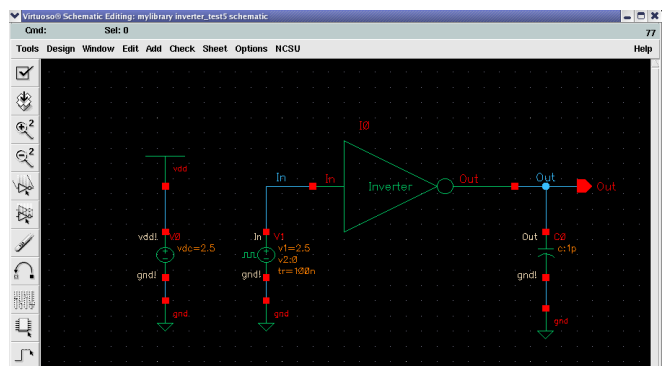 Virtuoso® Schematic Editing: mylibrary inverter_test5 schematic
Cmd: Sel: 0
77
Tools Design Window Edit Add Check Sheet Options NCSU Help
2
2
I0
vdd
In In Inverter Out Out Out
vdd! V0
vdc=2.5
gnd!
gnd
In V1
v1=2.5
v2:0
gnd! tr=100n
gnd
Out C0
c:1p
gnd!
gnd